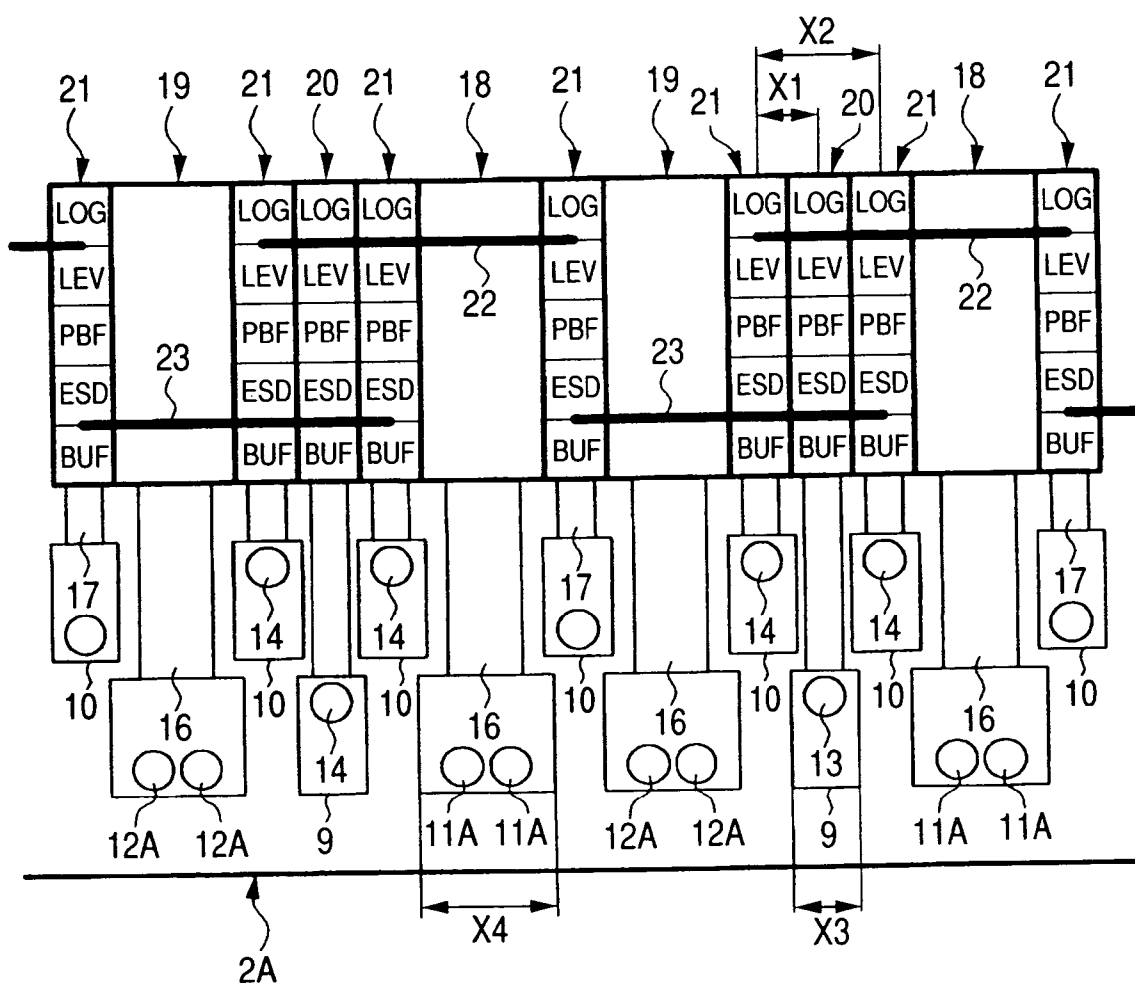 X2
X1
21 19 21 20 21 18 21 19 21 20 21 18 21
LOG LOG LOG LOG LOG LOG LOG LOG LOG
22 22
LEV LEV LEV LEV LEV LEV LEV LEV LEV
PBF PBF PBF PBF PBF PBF PBF PBF PBF
23 23
ESD ESD ESD ESD ESD ESD ESD ESD ESD
BUF BUF BUF BUF BUF BUF BUF BUF BUF
17 14 14 17 14 14 17
10 10 10 10 10 10 10
16 14 16 16 13 16
12A 12A 9 11A 11A 12A 12A 9 11A 11A
X4 X3
2A